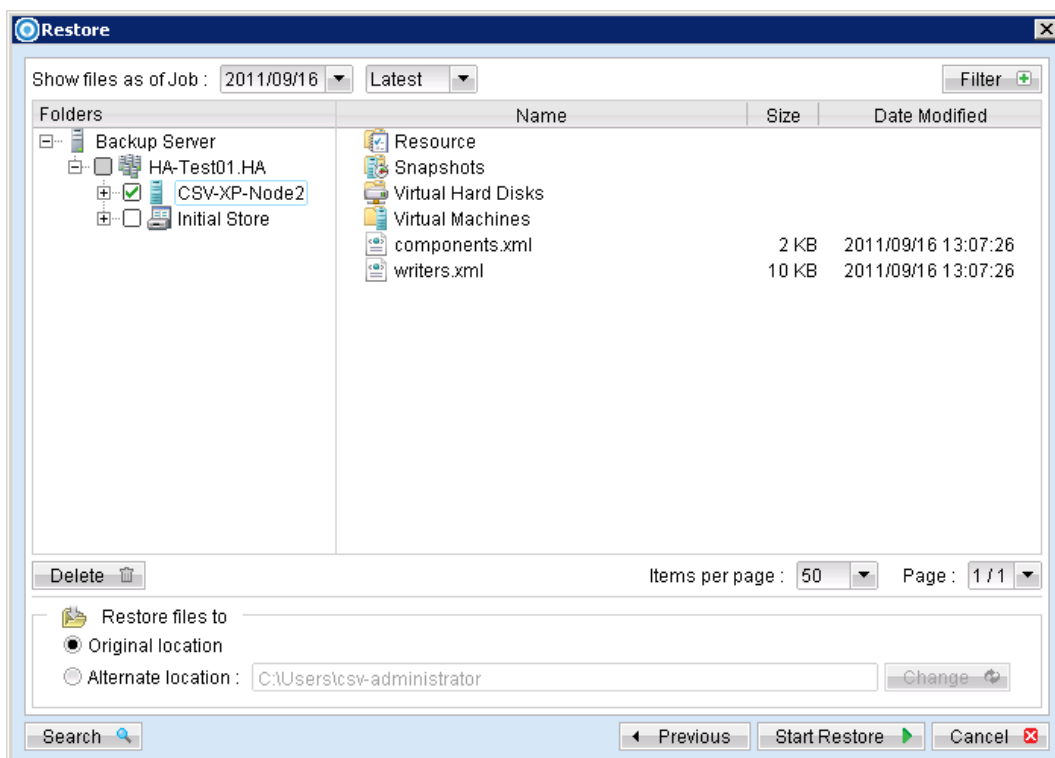 Restore
Show files as of Job : 2011/09/16 Latest Filter
Folders Name Size Date Modified
Backup Server Resource
HA-Test01.HA Snapshots
CSV-XP-Node2 Virtual Hard Disks
Initial Store Virtual Machines
components.xml 2 KB 2011/09/16 13:07:26
writers.xml 10 KB 2011/09/16 13:07:26
Delete Items per page : 50 Page : 1 / 1
Restore files to
Original location
Alternate location : C:\Users\csv-administrator Change
Search Previous Start Restore Cancel